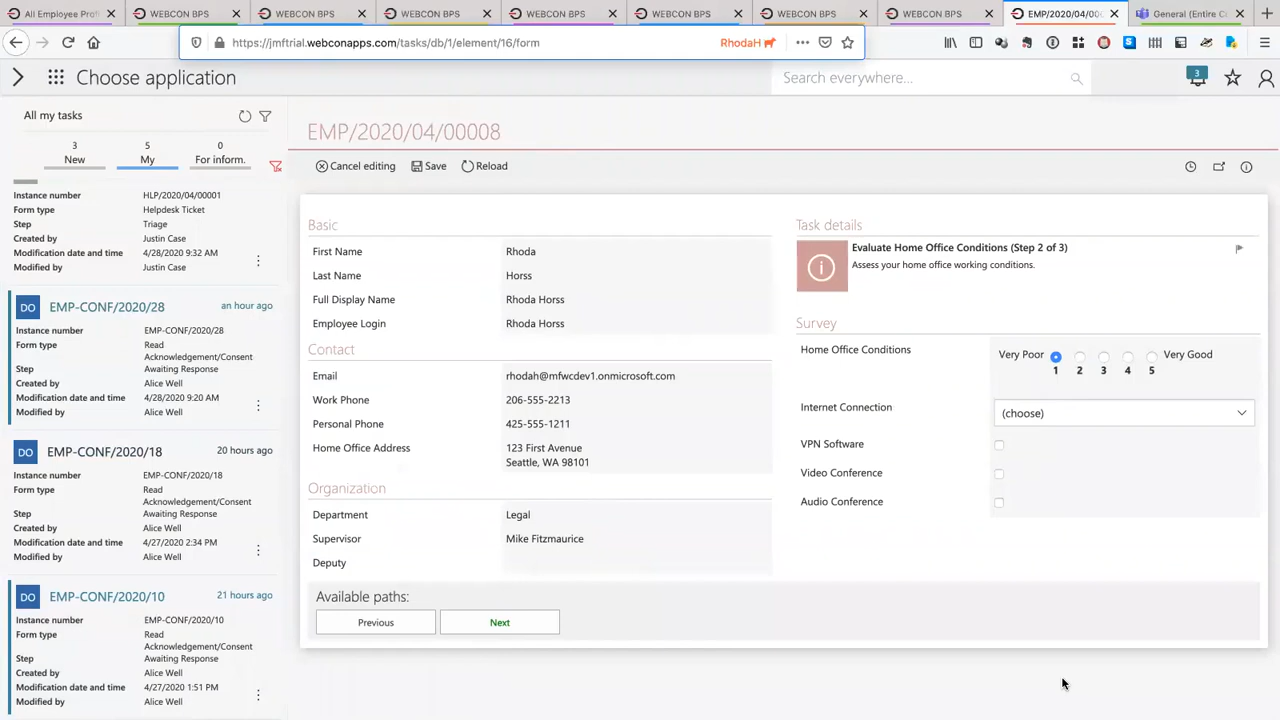 All Employee Prof
WEBCON BPS
WEBCON BPS
WEBCON BPS
WEBCON BPS
WEBCON BPS
WEBCON BPS
WEBCON BPS
EMP/2020/04/000
General (Entire C
https://jmftrial.webconapps.com/tasks/db/1/element/16/form
RhodaH
Choose application
Search everywhere...
3
All my tasks
3
New
5
My
0
For inform.
Instance number HLP/2020/04/00001
Form type Helpdesk Ticket
Step Triage
Created by Justin Case
Modification date and time 4/28/2020 9:32 AM
Modified by Justin Case
DO EMP-CONF/2020/28 an hour ago
Instance number EMP-CONF/2020/28
Form type Read
Acknowledgement/Consent
Step Awaiting Response
Created by Alice Well
Modification date and time 4/28/2020 9:20 AM
Modified by Alice Well
DO EMP-CONF/2020/18 20 hours ago
Instance number EMP-CONF/2020/18
Form type Read
Acknowledgement/Consent
Step Awaiting Response
Created by Alice Well
Modification date and time 4/27/2020 2:34 PM
Modified by Alice Well
DO EMP-CONF/2020/10 21 hours ago
Instance number EMP-CONF/2020/10
Form type Read
Acknowledgement/Consent
Step Awaiting Response
Created by Alice Well
Modification date and time 4/27/2020 1:51 PM
Modified by Alice Well
EMP/2020/04/00008
Cancel editing Save Reload
Basic
First Name Rhoda
Last Name Horss
Full Display Name Rhoda Horss
Employee Login Rhoda Horss
Contact
Email rhodah@mfwcdev1.onmicrosoft.com
Work Phone 206-555-2213
Personal Phone 425-555-1211
Home Office Address 123 First Avenue
Seattle, WA 98101
Organization
Department Legal
Supervisor Mike Fitzmaurice
Deputy
Task details
Evaluate Home Office Conditions (Step 2 of 3)
Assess your home office working conditions.
Survey
Home Office Conditions Very Poor Very Good
1 2 3 4 5
Internet Connection (choose)
VPN Software
Video Conference
Audio Conference
Available paths:
Previous Next